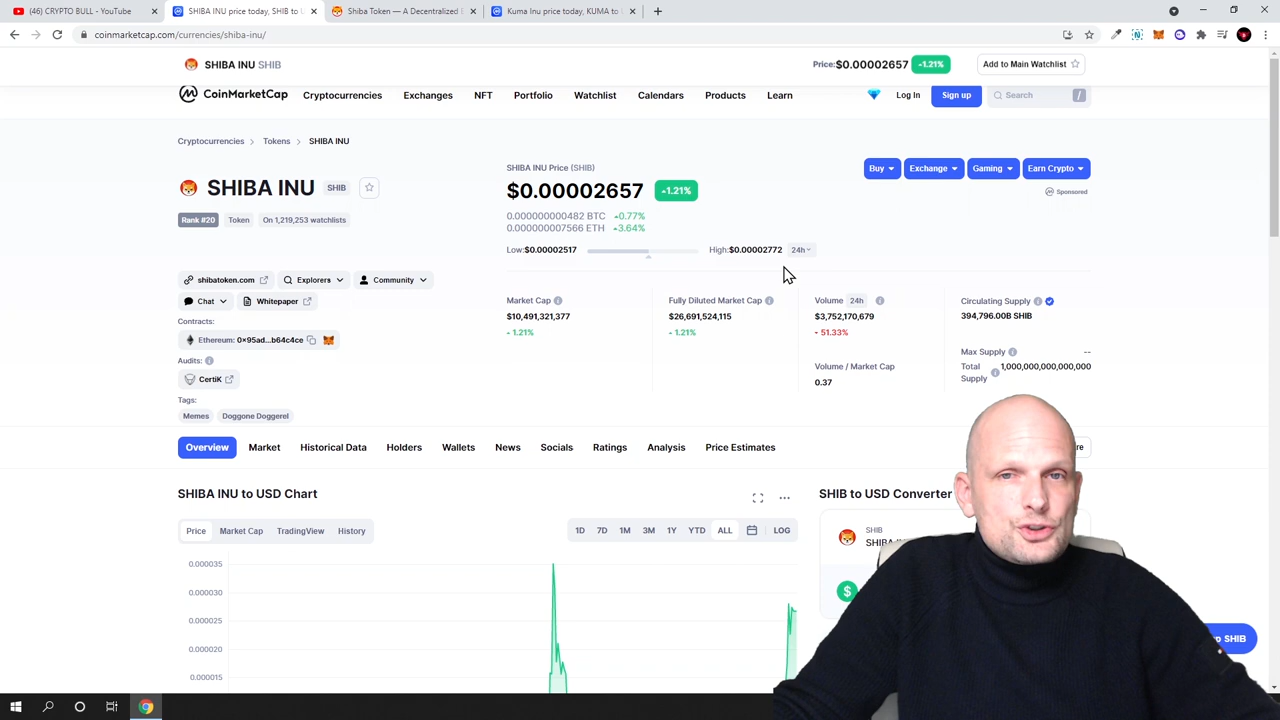 (46) CRYPTO BULL - YouTube
SHIBA INU price today, SHIB to U
Shiba Token — A Decentralized E
Kuma Inu price today, KUMA to U
coinmarketcap.com/currencies/shiba-inu/
SHIBA INU SHIB
Price: $0.00002657 1.21%
Add to Main Watchlist
CoinMarketCap
Cryptocurrencies Exchanges NFT Portfolio Watchlist Calendars Products Learn
Log In Sign up Search /
Cryptocurrencies > Tokens > SHIBA INU
SHIBA INU SHIB
Rank #20 Token On 1,219,253 watchlists
SHIBA INU Price (SHIB)
$0.00002657 1.21%
0.000000000482 BTC 0.77%
0.000000007566 ETH 3.64%
Low: $0.00002517 High: $0.00002772 24h
Buy Exchange Gaming Earn Crypto
Sponsored
shibatoken.com Explorers Community
Chat Whitepaper
Contracts:
Ethereum: 0x95ad...b64c4ce
Audits:
CertiK
Tags:
Memes Doggone Doggerel
Market Cap
$10,491,321,377
1.21%
Fully Diluted Market Cap
$26,691,524,115
1.21%
Volume 24h
$3,752,170,679
51.33%
Volume / Market Cap
0.37
Circulating Supply
394,796.00B SHIB
Max Supply --
Total Supply 1,000,000,000,000,000
Overview Market Historical Data Holders Wallets News Socials Ratings Analysis Price Estimates
SHIBA INU to USD Chart
Price Market Cap TradingView History
1D 7D 1M 3M 1Y YTD ALL LOG
0.000035
0.000030
0.000025
0.000020
0.000015
SHIB to USD Converter
SHIB
$
SHIB